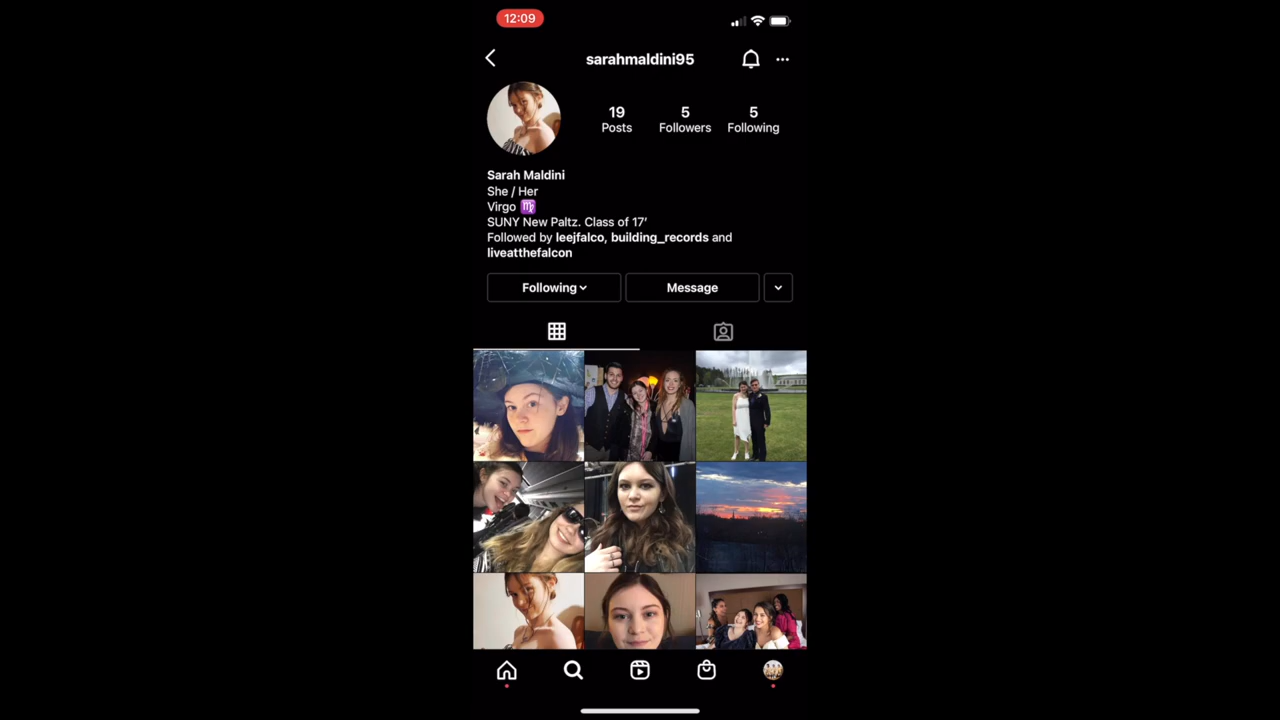 12:09
sarahmaldini95
19 5 5
Posts Followers Following
Sarah Maldini
She / Her
Virgo ♍
SUNY New Paltz. Class of 17'
Followed by leejfalco, building_records and
liveatthefalcon
Following Message